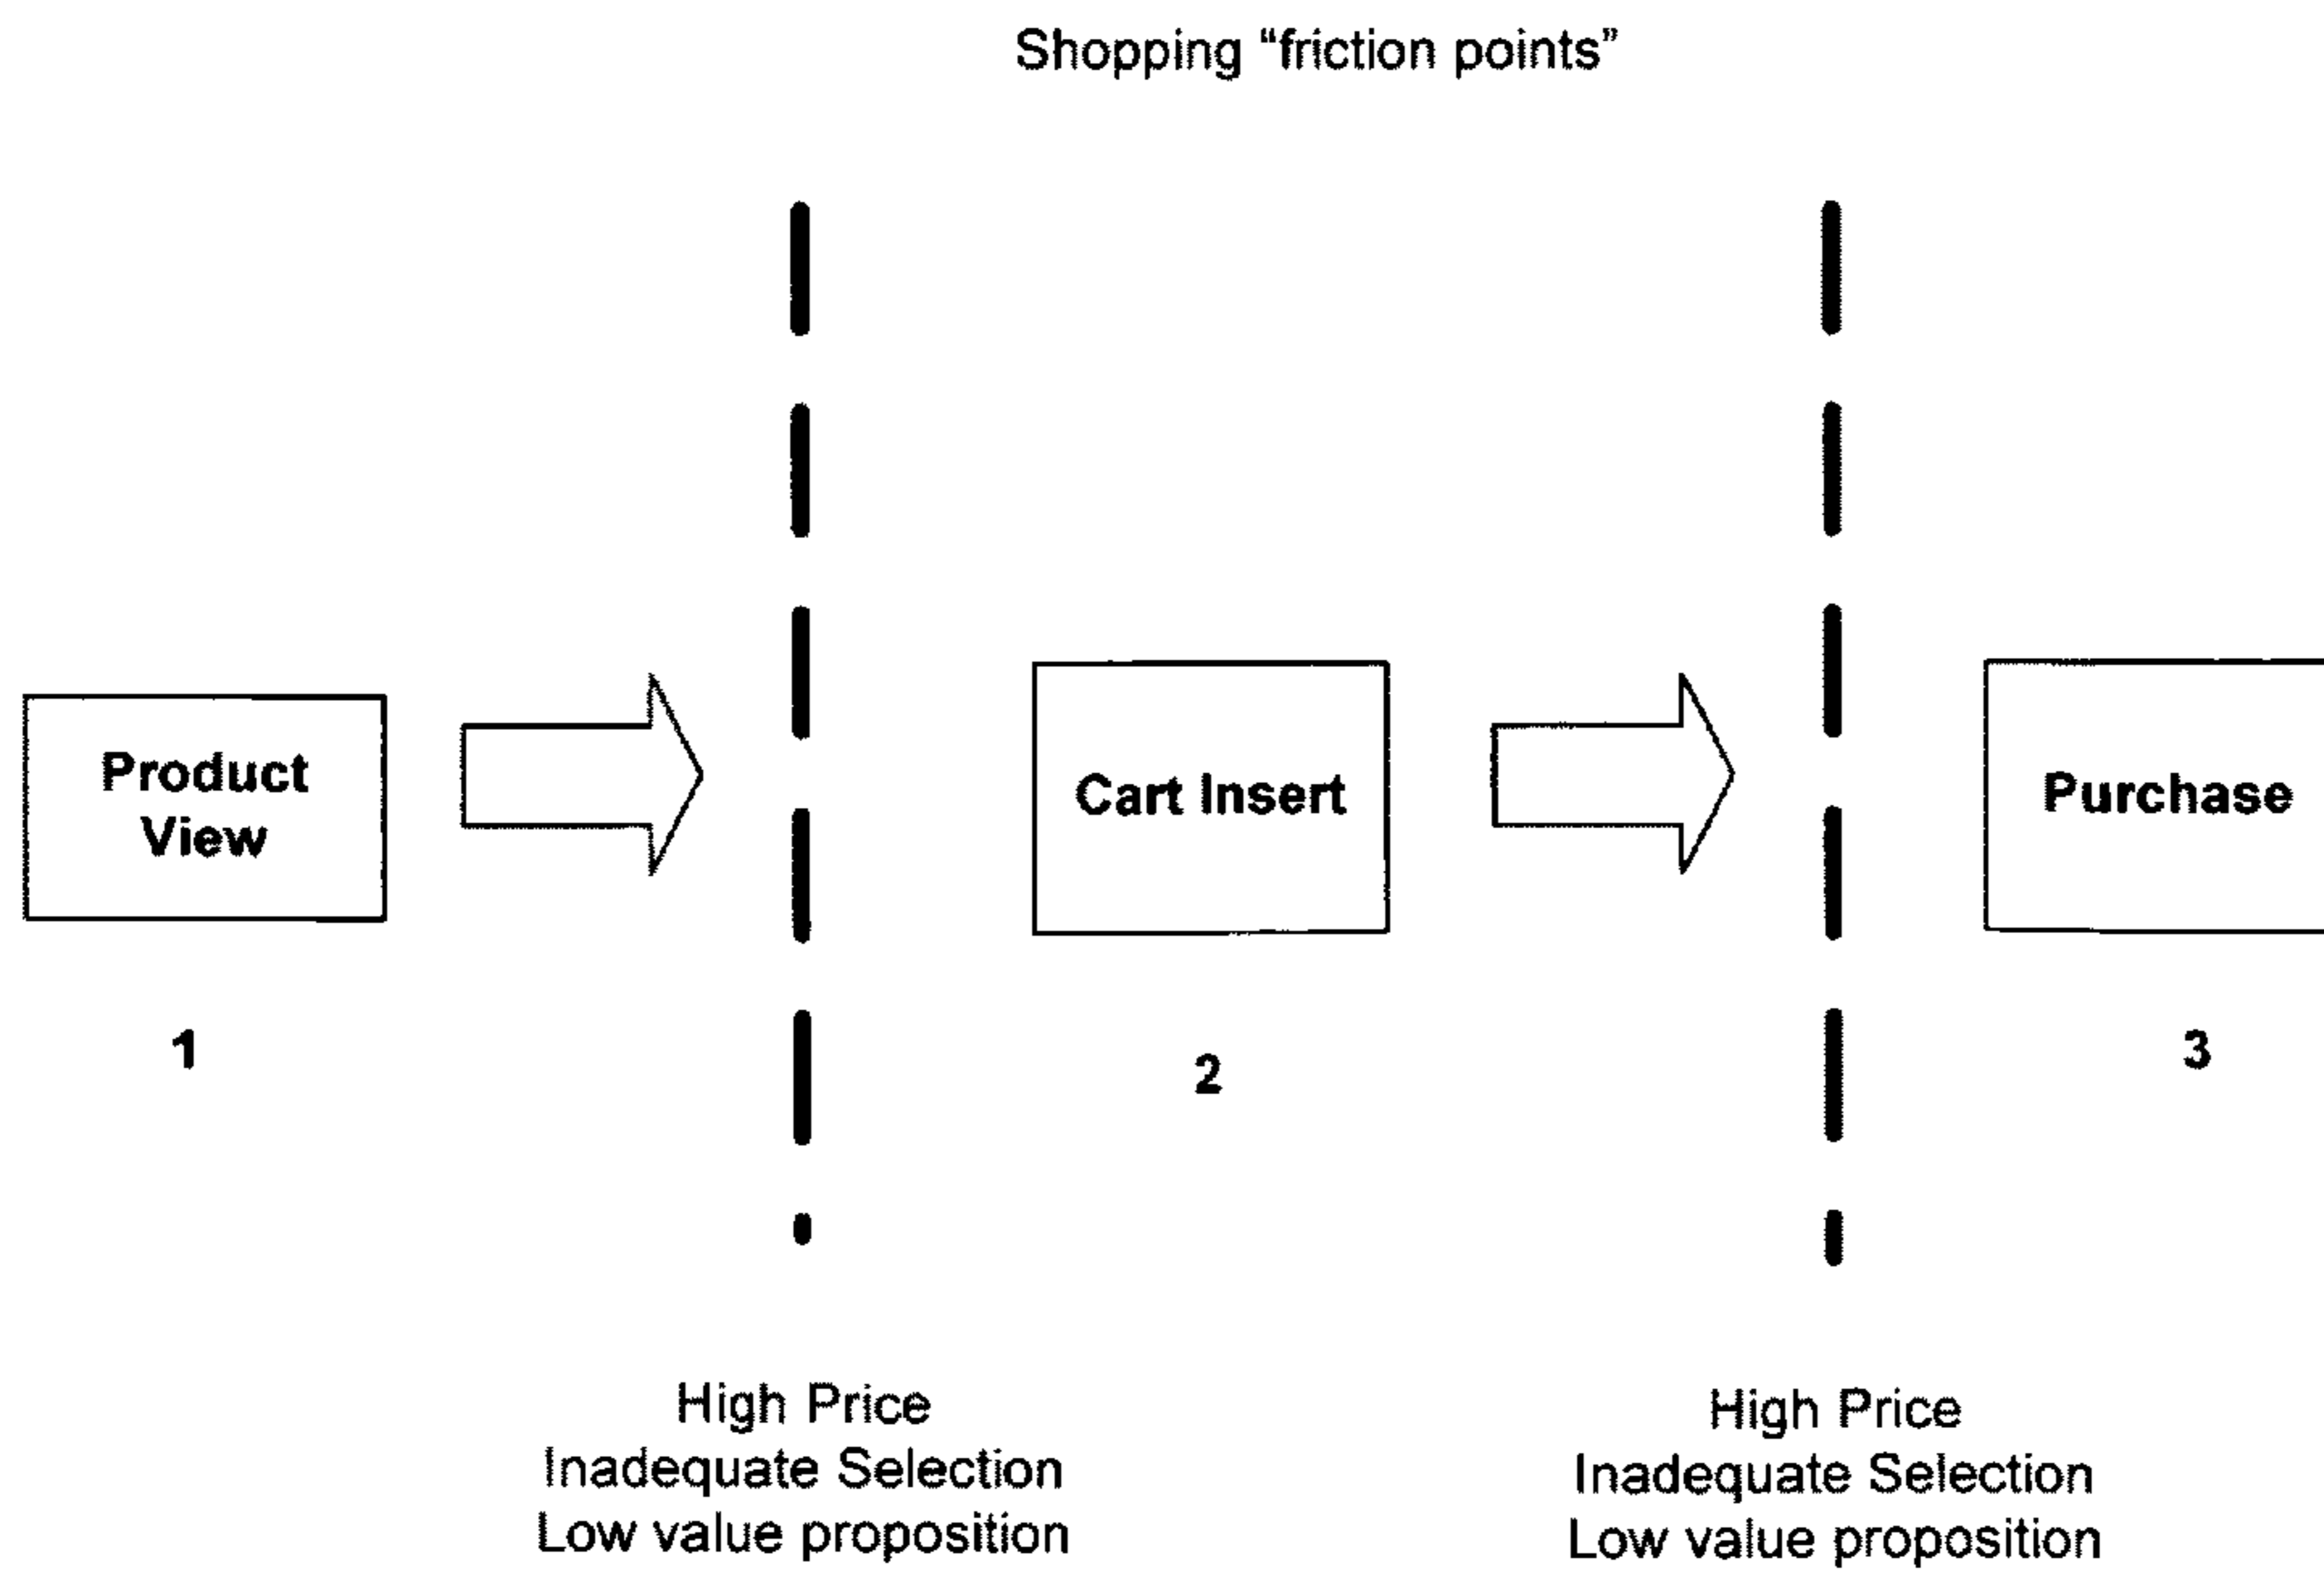 Shopping “friction points”
Product
View
Cart Insert
Purchase
1
2
3
High Price
Inadequate Selection
Low value proposition
High Price
Inadequate Selection
Low value proposition